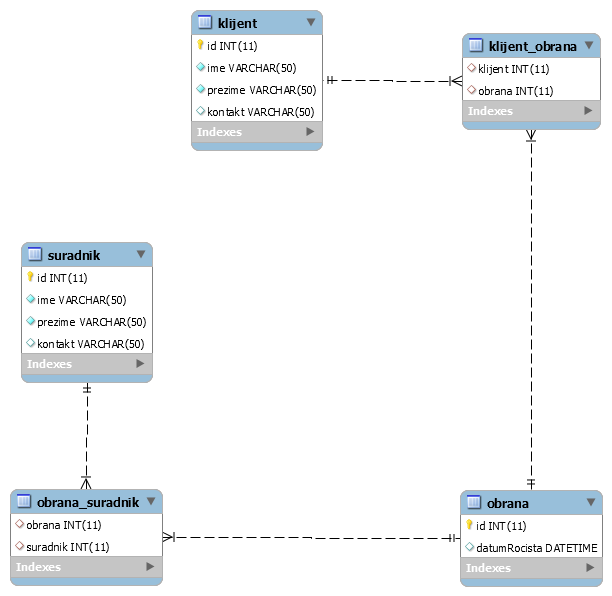 klijent
id INT(11)
ime VARCHAR(50)
prezime VARCHAR(50)
kontakt VARCHAR(50)
Indexes
klijent_obrana
klijent INT(11)
obrana INT(11)
Indexes
suradnik
id INT(11)
ime VARCHAR(50)
prezime VARCHAR(50)
kontakt VARCHAR(50)
Indexes
obrana_suradnik
obrana INT(11)
suradnik INT(11)
Indexes
obrana
id INT(11)
datumRocista DATETIME
Indexes